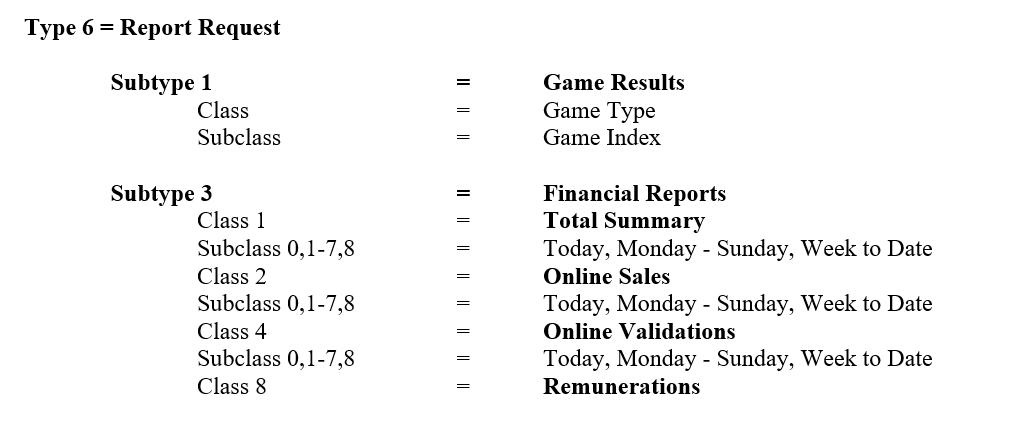 Type 6 = Report Request
Subtype 1 = Game Results
Class = Game Type
Subclass = Game Index
Subtype 3 = Financial Reports
Class 1 = Total Summary
Subclass 0,1-7,8 = Today, Monday - Sunday, Week to Date
Class 2 = Online Sales
Subclass 0,1-7,8 = Today, Monday - Sunday, Week to Date
Class 4 = Online Validations
Subclass 0,1-7,8 = Today, Monday - Sunday, Week to Date
Class 8 = Remunerations